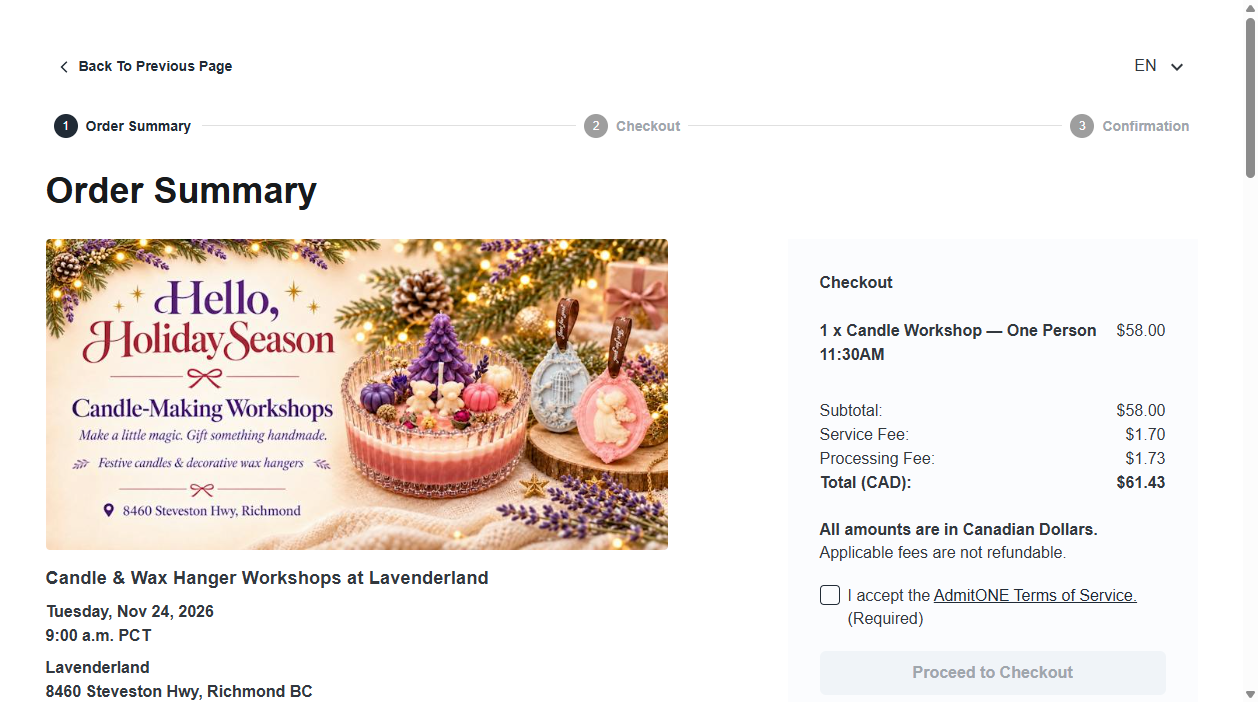 Back To Previous Page
EN
1 Order Summary
2 Checkout
3 Confirmation
Order Summary
Hello,
Holiday Season
Candle-Making Workshops
Make a little magic. Gift something handmade.
Festive candles & decorative wax hangers
8460 Steveston Hwy, Richmond
Candle & Wax Hanger Workshops at Lavenderland
Tuesday, Nov 24, 2026
9:00 a.m. PCT
Lavenderland
8460 Steveston Hwy, Richmond BC
Checkout
1 x Candle Workshop — One Person $58.00
11:30AM
Subtotal: $58.00
Service Fee: $1.70
Processing Fee: $1.73
Total (CAD): $61.43
All amounts are in Canadian Dollars.
Applicable fees are not refundable.
I accept the AdmitONE Terms of Service.
(Required)
Proceed to Checkout